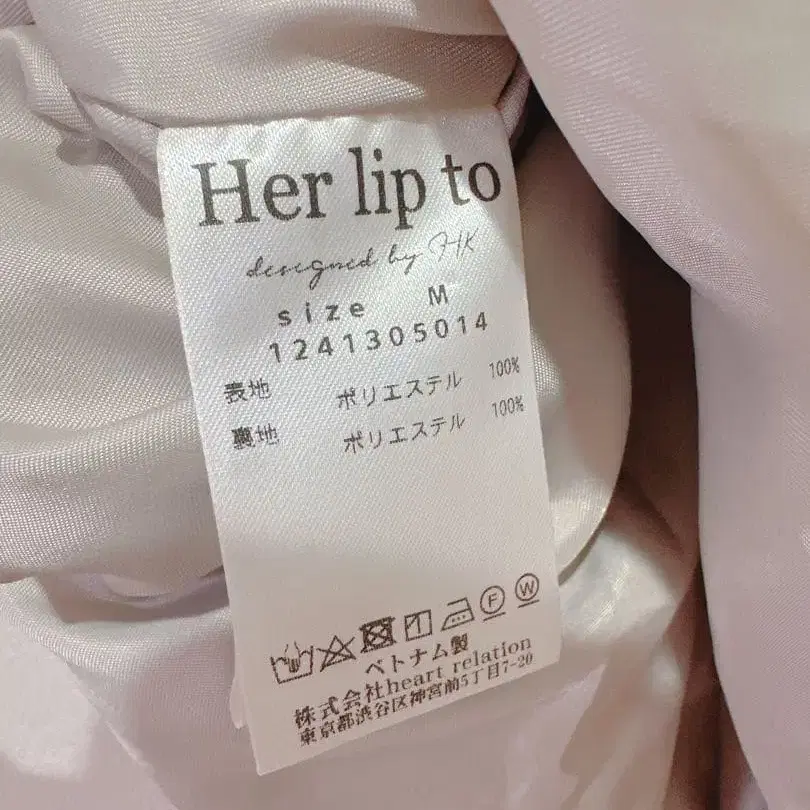 Her lip to
designed by HK
size M
1241305014
表地 ポリエステル 100%
裏地 ポリエステル 100%
F W
ベトナム製
株式会社heart relation
東京都渋谷区神宮前5丁目7-20